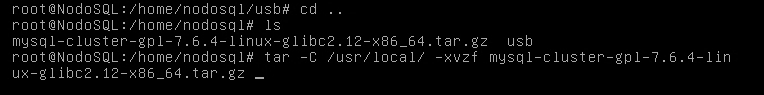 root@NodoSQL:/home/nodosql/usb# cd ..
root@NodoSQL:/home/nodosql# ls
mysql-cluster-gpl-7.6.4-linux-glibc2.12-x86_64.tar.gz  usb
root@NodoSQL:/home/nodosql# tar -C /usr/local/ -xvzf mysql-cluster-gpl-7.6.4-lin
ux-glibc2.12-x86_64.tar.gz _